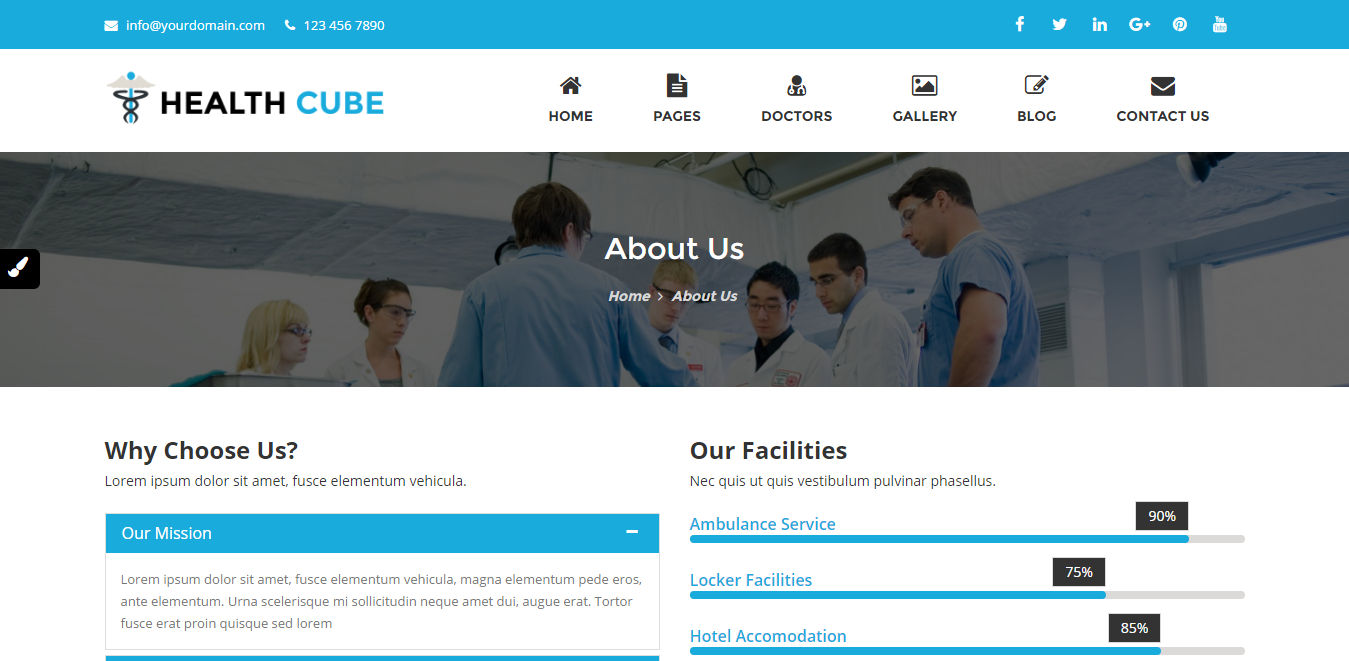 info@yourdomain.com 123 456 7890
HEALTH CUBE
HOME PAGES DOCTORS GALLERY BLOG CONTACT US
About Us
Home > About Us
Why Choose Us?
Lorem ipsum dolor sit amet, fusce elementum vehicula.
Our Mission
Lorem ipsum dolor sit amet, fusce elementum vehicula, magna elementum pede eros,
ante elementum. Urna scelerisque mi sollicitudin neque amet dui, augue erat. Tortor
fusce erat proin quisque sed lorem
Our Facilities
Nec quis ut quis vestibulum pulvinar phasellus.
Ambulance Service 90%
Locker Facilities 75%
Hotel Accomodation 85%